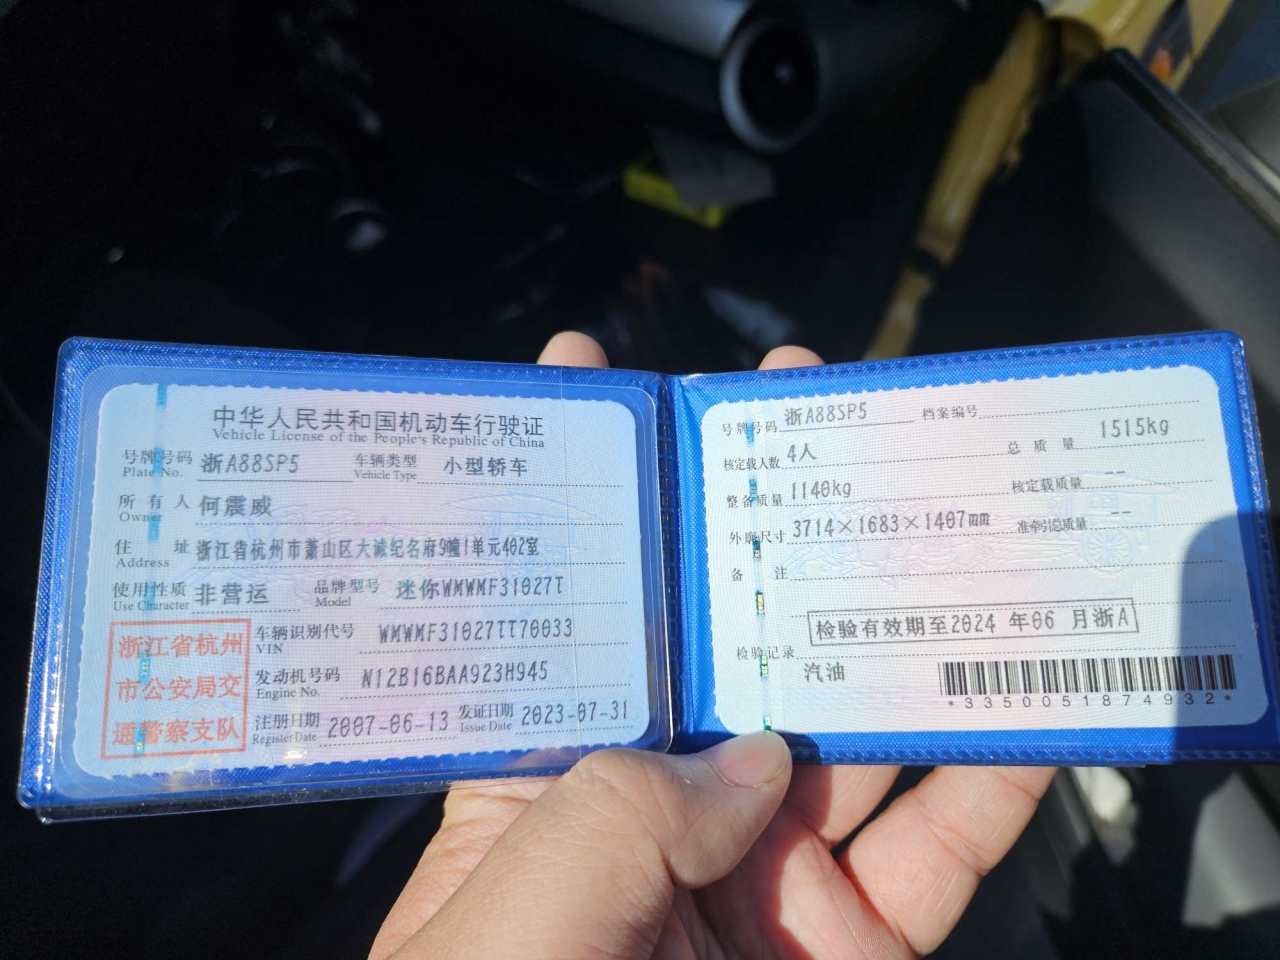 中华人民共和国机动车行驶证
Vehicle License of the People's Republic of China
号牌号码 浙A88SP5 车辆类型 小型轿车
Plate No. Vehicle Type
所有人 何震威
Owner
住址 浙江省杭州市萧山区大诚纪名府9幢1单元402室
Address
使用性质 非营运 品牌型号 迷你WMWMF31027T
Use Character Model
浙江省杭州
市公安局交
通警察支队
车辆识别代号 WMWMF31027TT70033
VIN
发动机号码 N12B16BAA923H945
Engine No.
注册日期 2007-06-13 发证日期 2023-07-31
Register Date Issue Date
号牌号码 浙A88SP5 档案编号
核定载人数 4人 总质量 1515kg
整备质量 1140kg 核定载质量 --
外廓尺寸 3714×1683×1407mm 准牵引总质量 --
备注
检验有效期至2024 年06 月浙A
检验记录
汽油
*3350051874932*